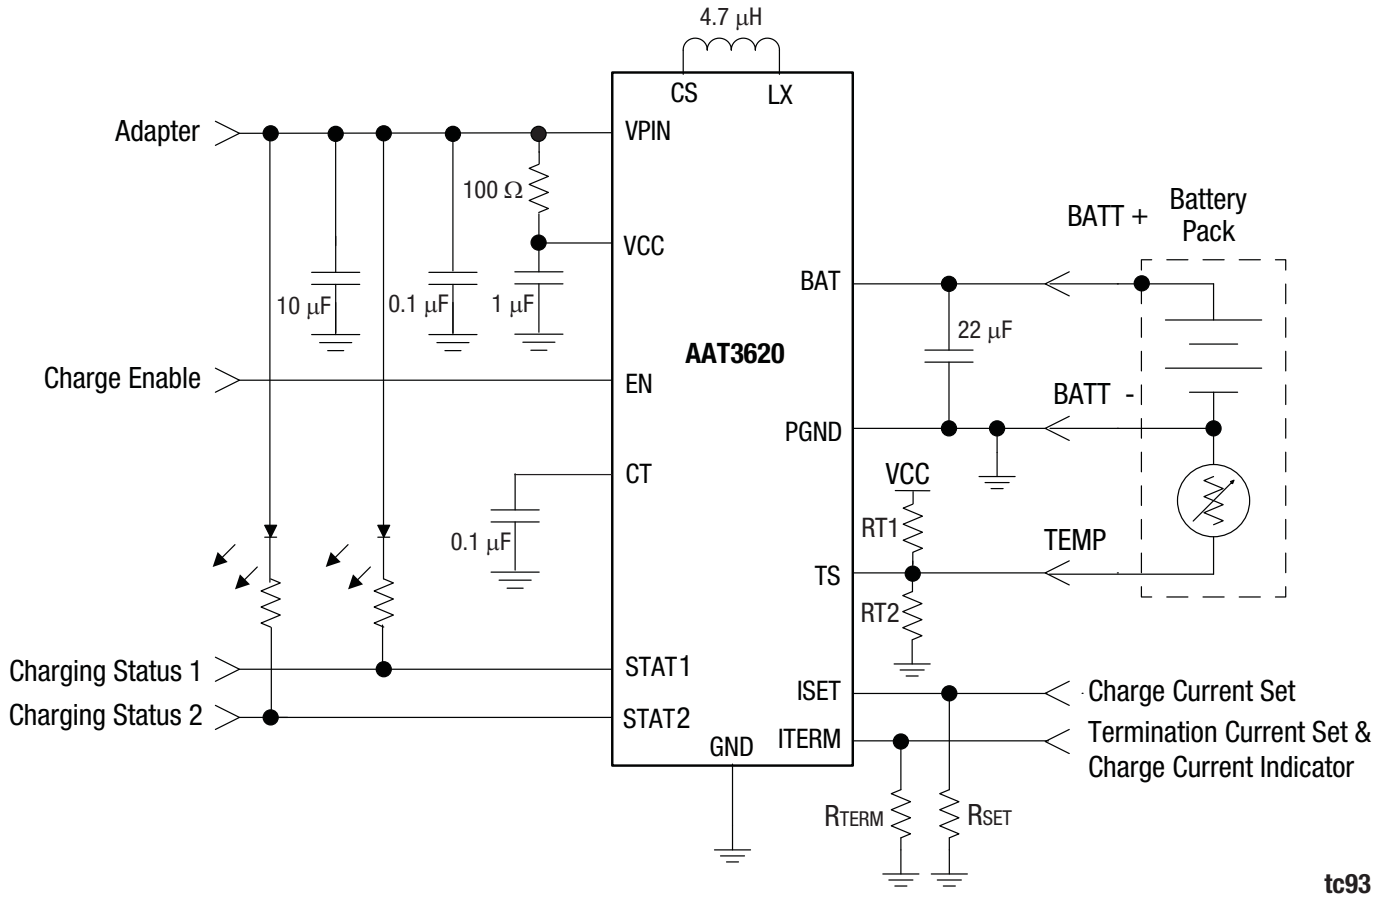 4.7 μH
CS
LX
Adapter
VPIN
100 Ω
VCC
10 μF
0.1 μF
1 μF
BATT +
Battery
Pack
BAT
22 μF
AAT3620
Charge Enable
EN
BATT -
PGND
CT
VCC
0.1 μF
RT1
TEMP
TS
RT2
Charging Status 1
STAT1
ISET
Charge Current Set
Charging Status 2
STAT2
GND
ITERM
Termination Current Set &
Charge Current Indicator
RTERM
RSET
tc93